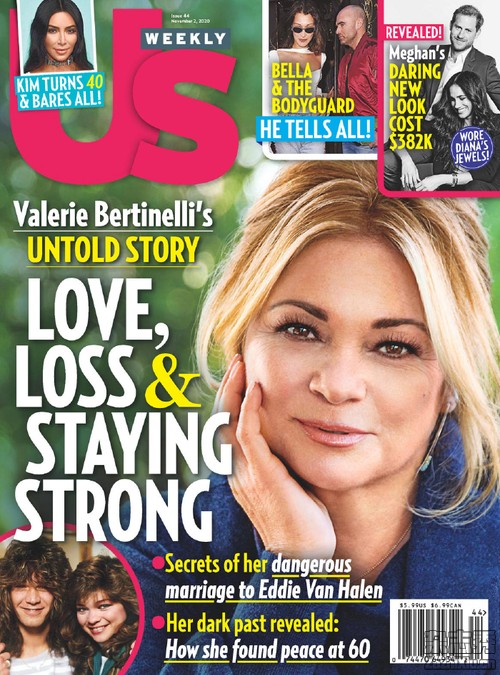 Issue 44
November 2, 2020
US
WEEKLY
KIM TURNS 40
& BARES ALL!
BELLA
& THE
BODYGUARD
HE TELLS ALL!
REVEALED!
Meghan's
DARING
NEW
LOOK
COST
$382K
WORE
DIANA'S
JEWELS!
Valerie Bertinelli's
UNTOLD STORY
LOVE,
LOSS &
STAYING
STRONG
Secrets of her dangerous
marriage to Eddie Van Halen
Her dark past revealed:
How she found peace at 60
$5.99US $6.99CAN
44>